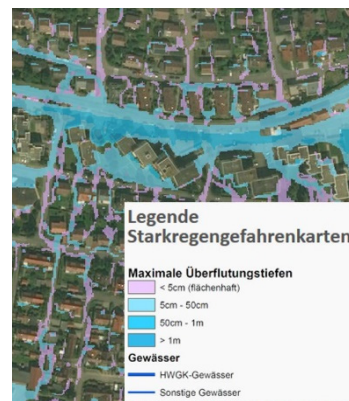 Legende
Starkregengefahrenkarten
Maximale Überflutungstiefen
< 5cm (flächenhaft)
5cm - 50cm
50cm - 1m
> 1m
Gewässer
HWGK-Gewässer
Sonstige Gewässer